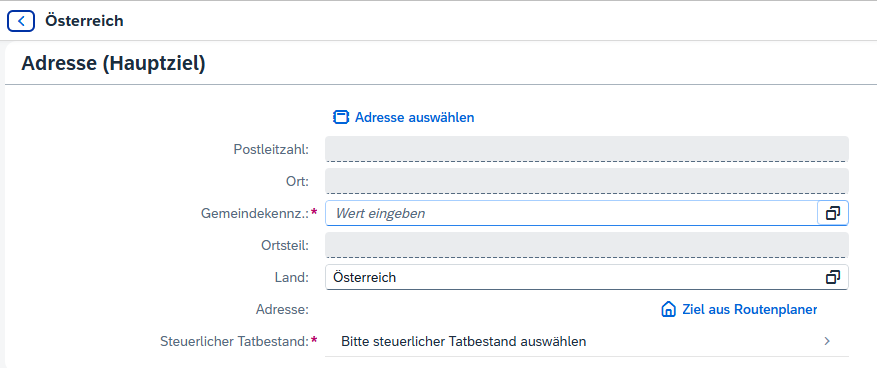 Österreich
Adresse (Hauptziel)
Adresse auswählen
Postleitzahl:
Ort:
Gemeindekennz.:* Wert eingeben
Ortsteil:
Land: Österreich
Adresse: Ziel aus Routenplaner
Steuerlicher Tatbestand:* Bitte steuerlicher Tatbestand auswählen